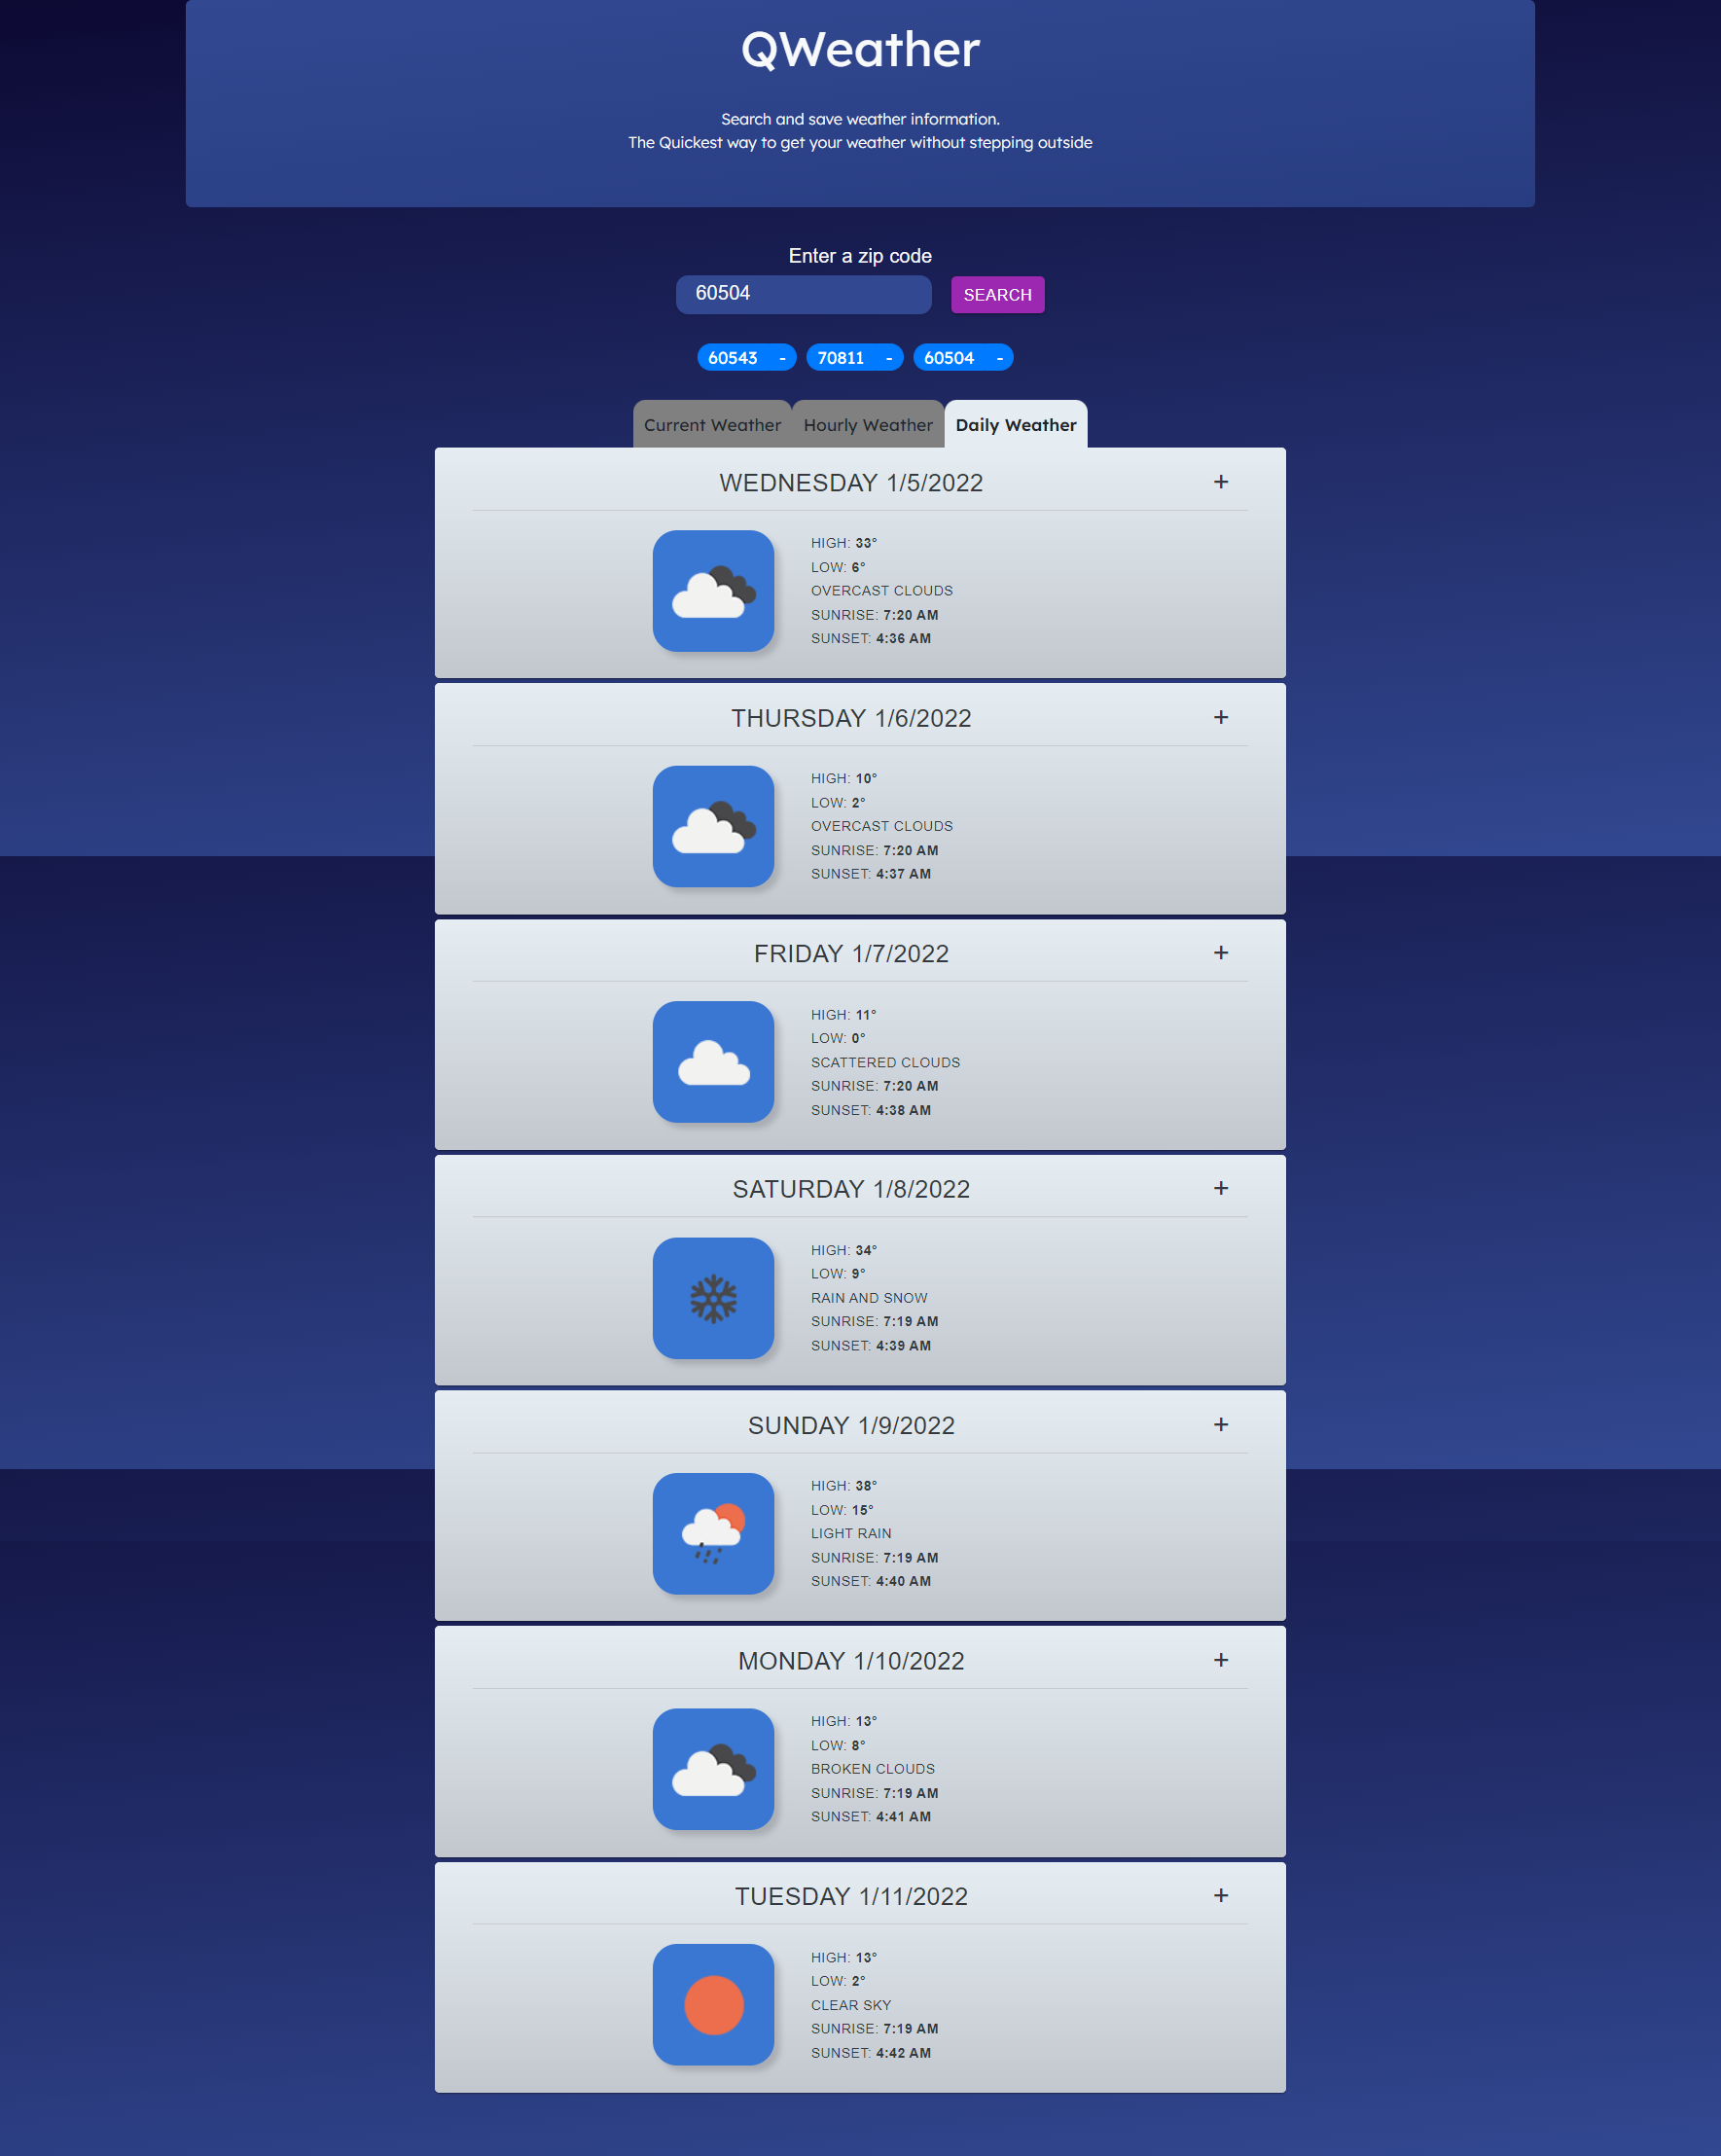 QWeather
Search and save weather information.
The Quickest way to get your weather without stepping outside
Enter a zip code
60504
SEARCH
60543 -
70811 -
60504 -
Current Weather
Hourly Weather
Daily Weather
WEDNESDAY 1/5/2022 +
HIGH: 33°
LOW: 6°
OVERCAST CLOUDS
SUNRISE: 7:20 AM
SUNSET: 4:36 AM
THURSDAY 1/6/2022 +
HIGH: 10°
LOW: 2°
OVERCAST CLOUDS
SUNRISE: 7:20 AM
SUNSET: 4:37 AM
FRIDAY 1/7/2022 +
HIGH: 11°
LOW: 0°
SCATTERED CLOUDS
SUNRISE: 7:20 AM
SUNSET: 4:38 AM
SATURDAY 1/8/2022 +
HIGH: 34°
LOW: 9°
RAIN AND SNOW
SUNRISE: 7:19 AM
SUNSET: 4:39 AM
SUNDAY 1/9/2022 +
HIGH: 38°
LOW: 15°
LIGHT RAIN
SUNRISE: 7:19 AM
SUNSET: 4:40 AM
MONDAY 1/10/2022 +
HIGH: 13°
LOW: 8°
BROKEN CLOUDS
SUNRISE: 7:19 AM
SUNSET: 4:41 AM
TUESDAY 1/11/2022 +
HIGH: 13°
LOW: 2°
CLEAR SKY
SUNRISE: 7:19 AM
SUNSET: 4:42 AM